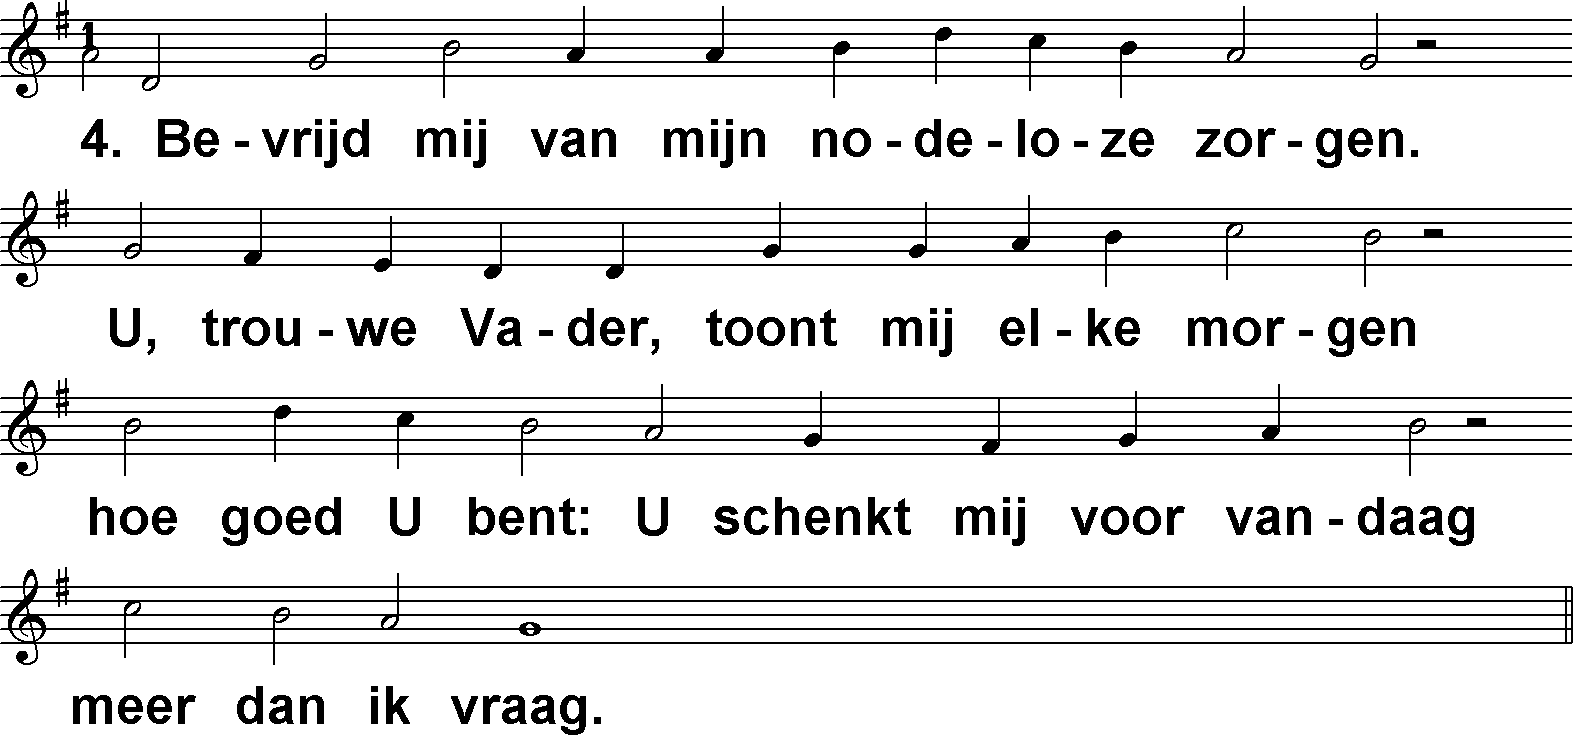 1
4. Be - vrijd mij van mijn no - de - lo - ze zor - gen.
U, trou - we Va - der, toont mij el - ke mor - gen
hoe goed U bent: U schenkt mij voor van - daag
meer dan ik vraag.